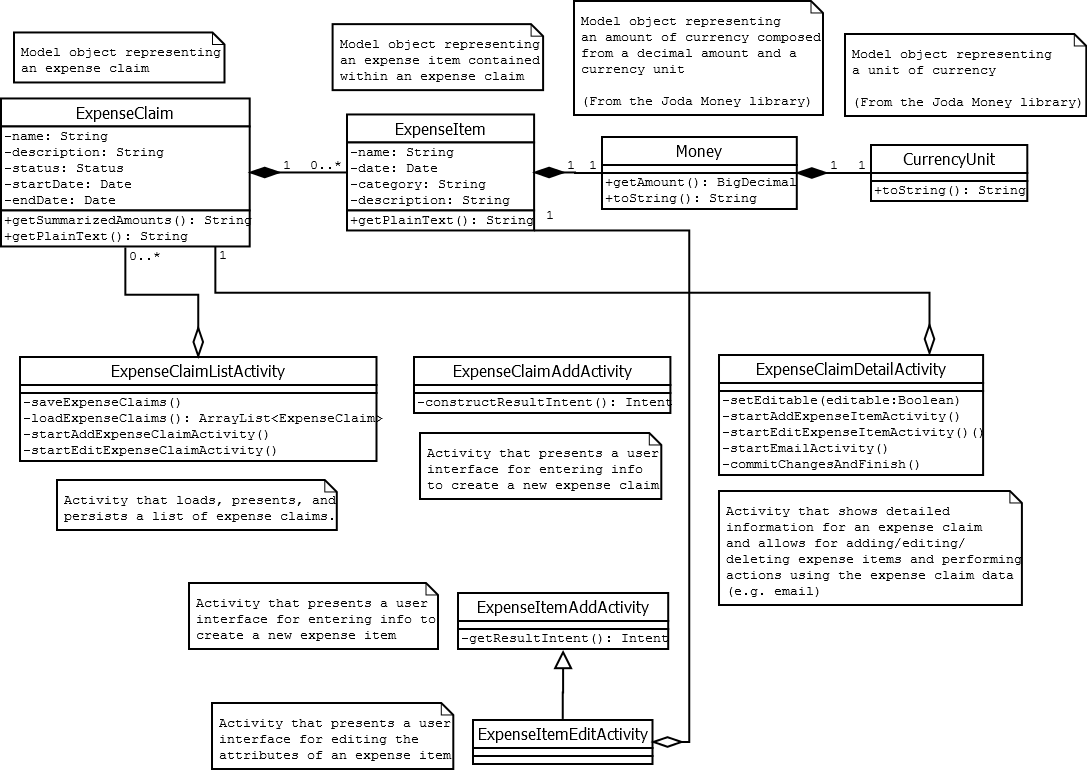 Model object representing
an expense claim
Model object representing
an expense item contained
within an expense claim
Model object representing
an amount of currency composed
from a decimal amount and a
currency unit
(From the Joda Money library)
Model object representing
a unit of currency
(From the Joda Money library)
ExpenseClaim
-name: String
-description: String
-status: Status
-startDate: Date
-endDate: Date
+getSummarizedAmounts(): String
+getPlainText(): String
1
0..*
ExpenseItem
-name: String
-date: Date
-category: String
-description: String
+getPlainText(): String
1
1
1
Money
+getAmount(): BigDecimal
+toString(): String
1
1
CurrencyUnit
+toString(): String
0..*
1
ExpenseClaimListActivity
-saveExpenseClaims()
-loadExpenseClaims(): ArrayList<ExpenseClaim>
-startAddExpenseClaimActivity()
-startEditExpenseClaimActivity()
Activity that loads, presents, and
persists a list of expense claims.
ExpenseClaimAddActivity
-constructResultIntent(): Intent
Activity that presents a user
interface for entering info
to create a new expense claim
ExpenseClaimDetailActivity
-setEditable(editable:Boolean)
-startAddExpenseItemActivity()
-startEditExpenseItemActivity()()
-startEmailActivity()
-commitChangesAndFinish()
Activity that shows detailed
information for an expense claim
and allows for adding/editing/
deleting expense items and performing
actions using the expense claim data
(e.g. email)
Activity that presents a user
interface for entering info to
create a new expense item
ExpenseItemAddActivity
-getResultIntent(): Intent
Activity that presents a user
interface for editing the
attributes of an expense item
ExpenseItemEditActivity